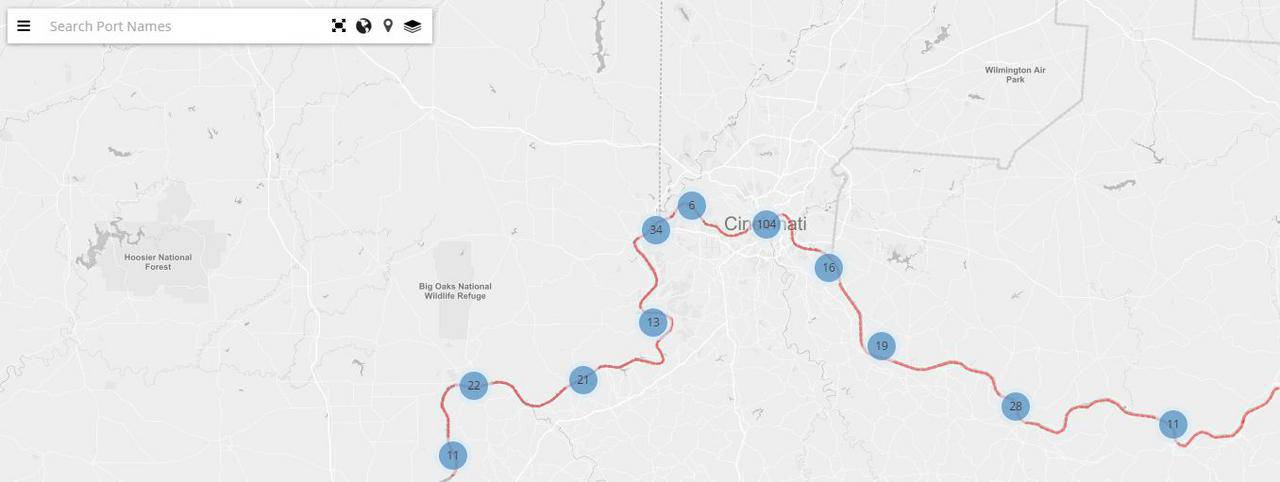 Search Port Names
Wilmington Air
Park
6
34
Cincinnati
104
16
Hoosier National
Forest
Big Oaks National
Wildlife Refuge
13
19
21
22
28
11
11